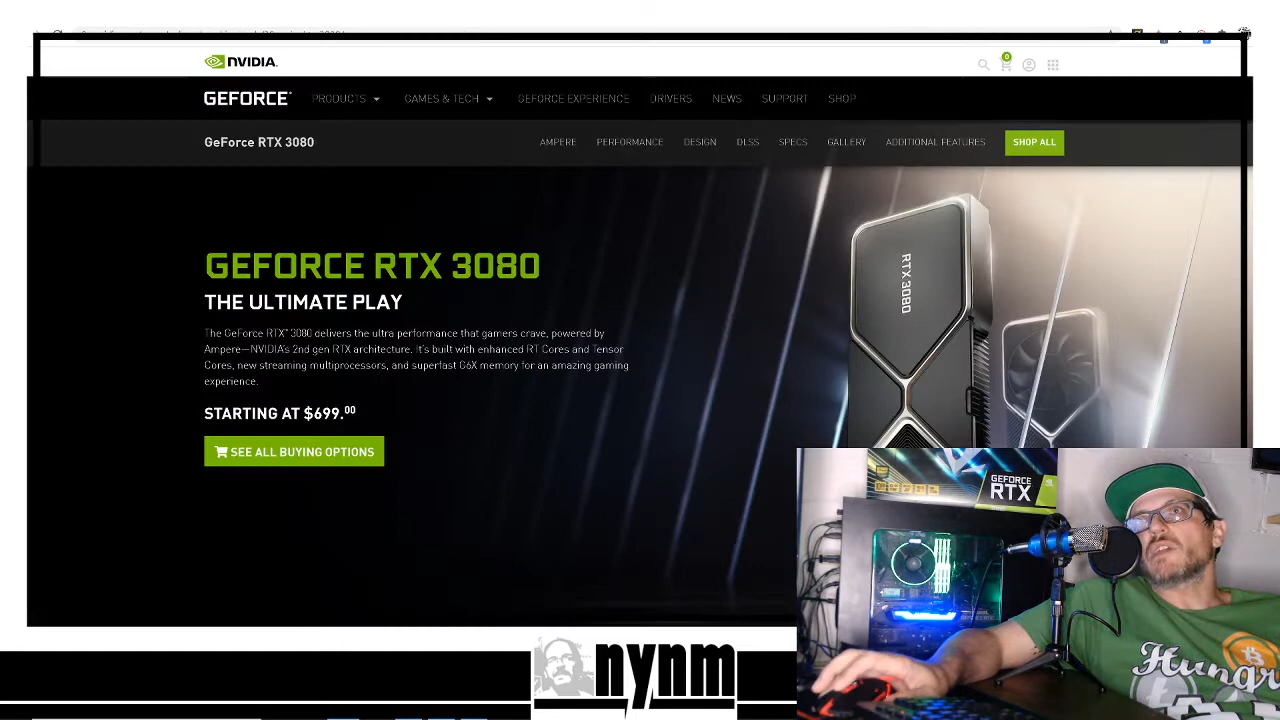 NVIDIA.
0
GEFORCE
PRODUCTS
GAMES & TECH
GEFORCE EXPERIENCE
DRIVERS
NEWS
SUPPORT
SHOP
GeForce RTX 3080
AMPERE
PERFORMANCE
DESIGN
DLSS
SPECS
GALLERY
ADDITIONAL FEATURES
SHOP ALL
RTX 3080
GEFORCE RTX 3080
THE ULTIMATE PLAY
The GeForce RTX™ 3080 delivers the ultra performance that gamers crave, powered by
Ampere—NVIDIA's 2nd gen RTX architecture. It's built with enhanced RT Cores and Tensor
Cores, new streaming multiprocessors, and superfast G6X memory for an amazing gaming
experience.
STARTING AT $699.00
SEE ALL BUYING OPTIONS
GEFORCE
RTX
Hungr
nynm